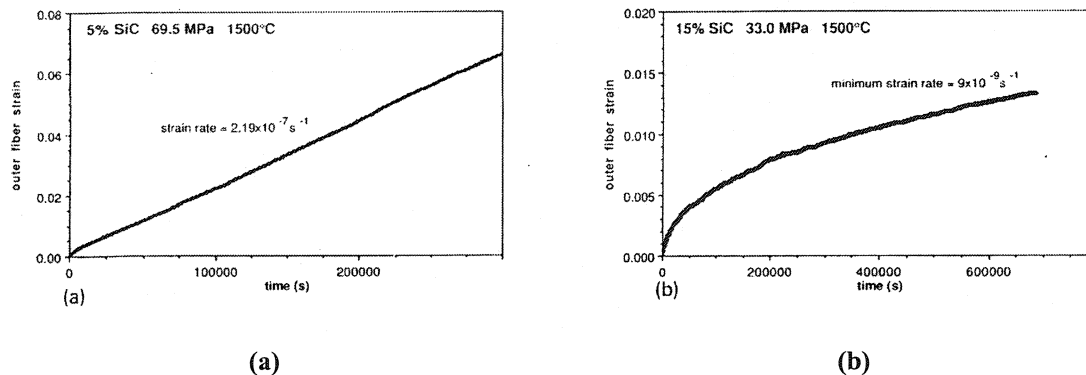 5% SiC 69.5 MPa 1500°C
0.08
0.06
0.04
0.02
0.00
outer fiber strain
strain rate = 2.19x10 -7 s -1
0
100000
200000
time (s)
(a)
15% SiC 33.0 MPa 1500°C
0.020
0.015
0.010
0.005
0.000
outer fiber strain
minimum strain rate = 9x10 -9 s -1
0
200000
400000
600000
time (s)
(b)
(a)
(b)